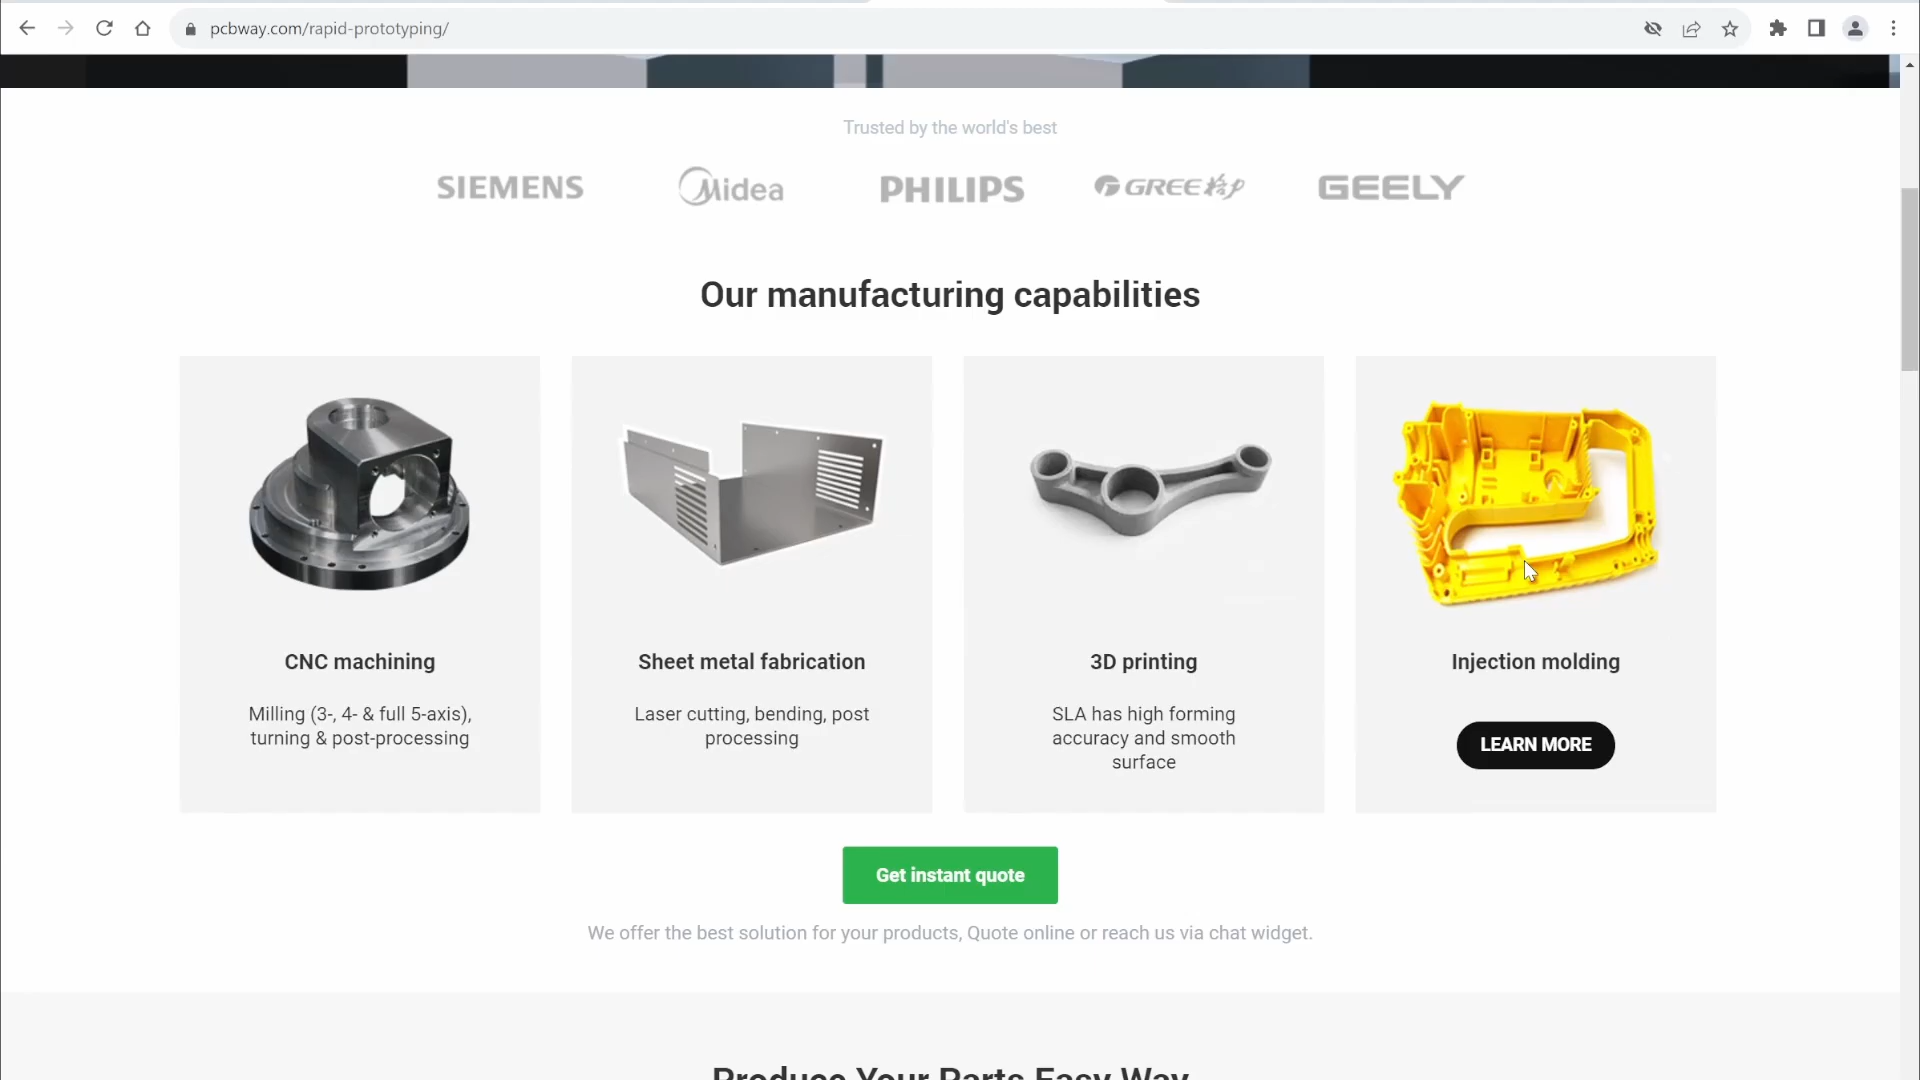 pcbway.com/rapid-prototyping/
Trusted by the world's best
SIEMENS Midea PHILIPS GREE 格力 GEELY
Our manufacturing capabilities
CNC machining
Milling (3-, 4- & full 5-axis),
turning & post-processing
Sheet metal fabrication
Laser cutting, bending, post
processing
3D printing
SLA has high forming
accuracy and smooth
surface
Injection molding
LEARN MORE
Get instant quote
We offer the best solution for your products, Quote online or reach us via chat widget.
Produce Your Parts Easy Way